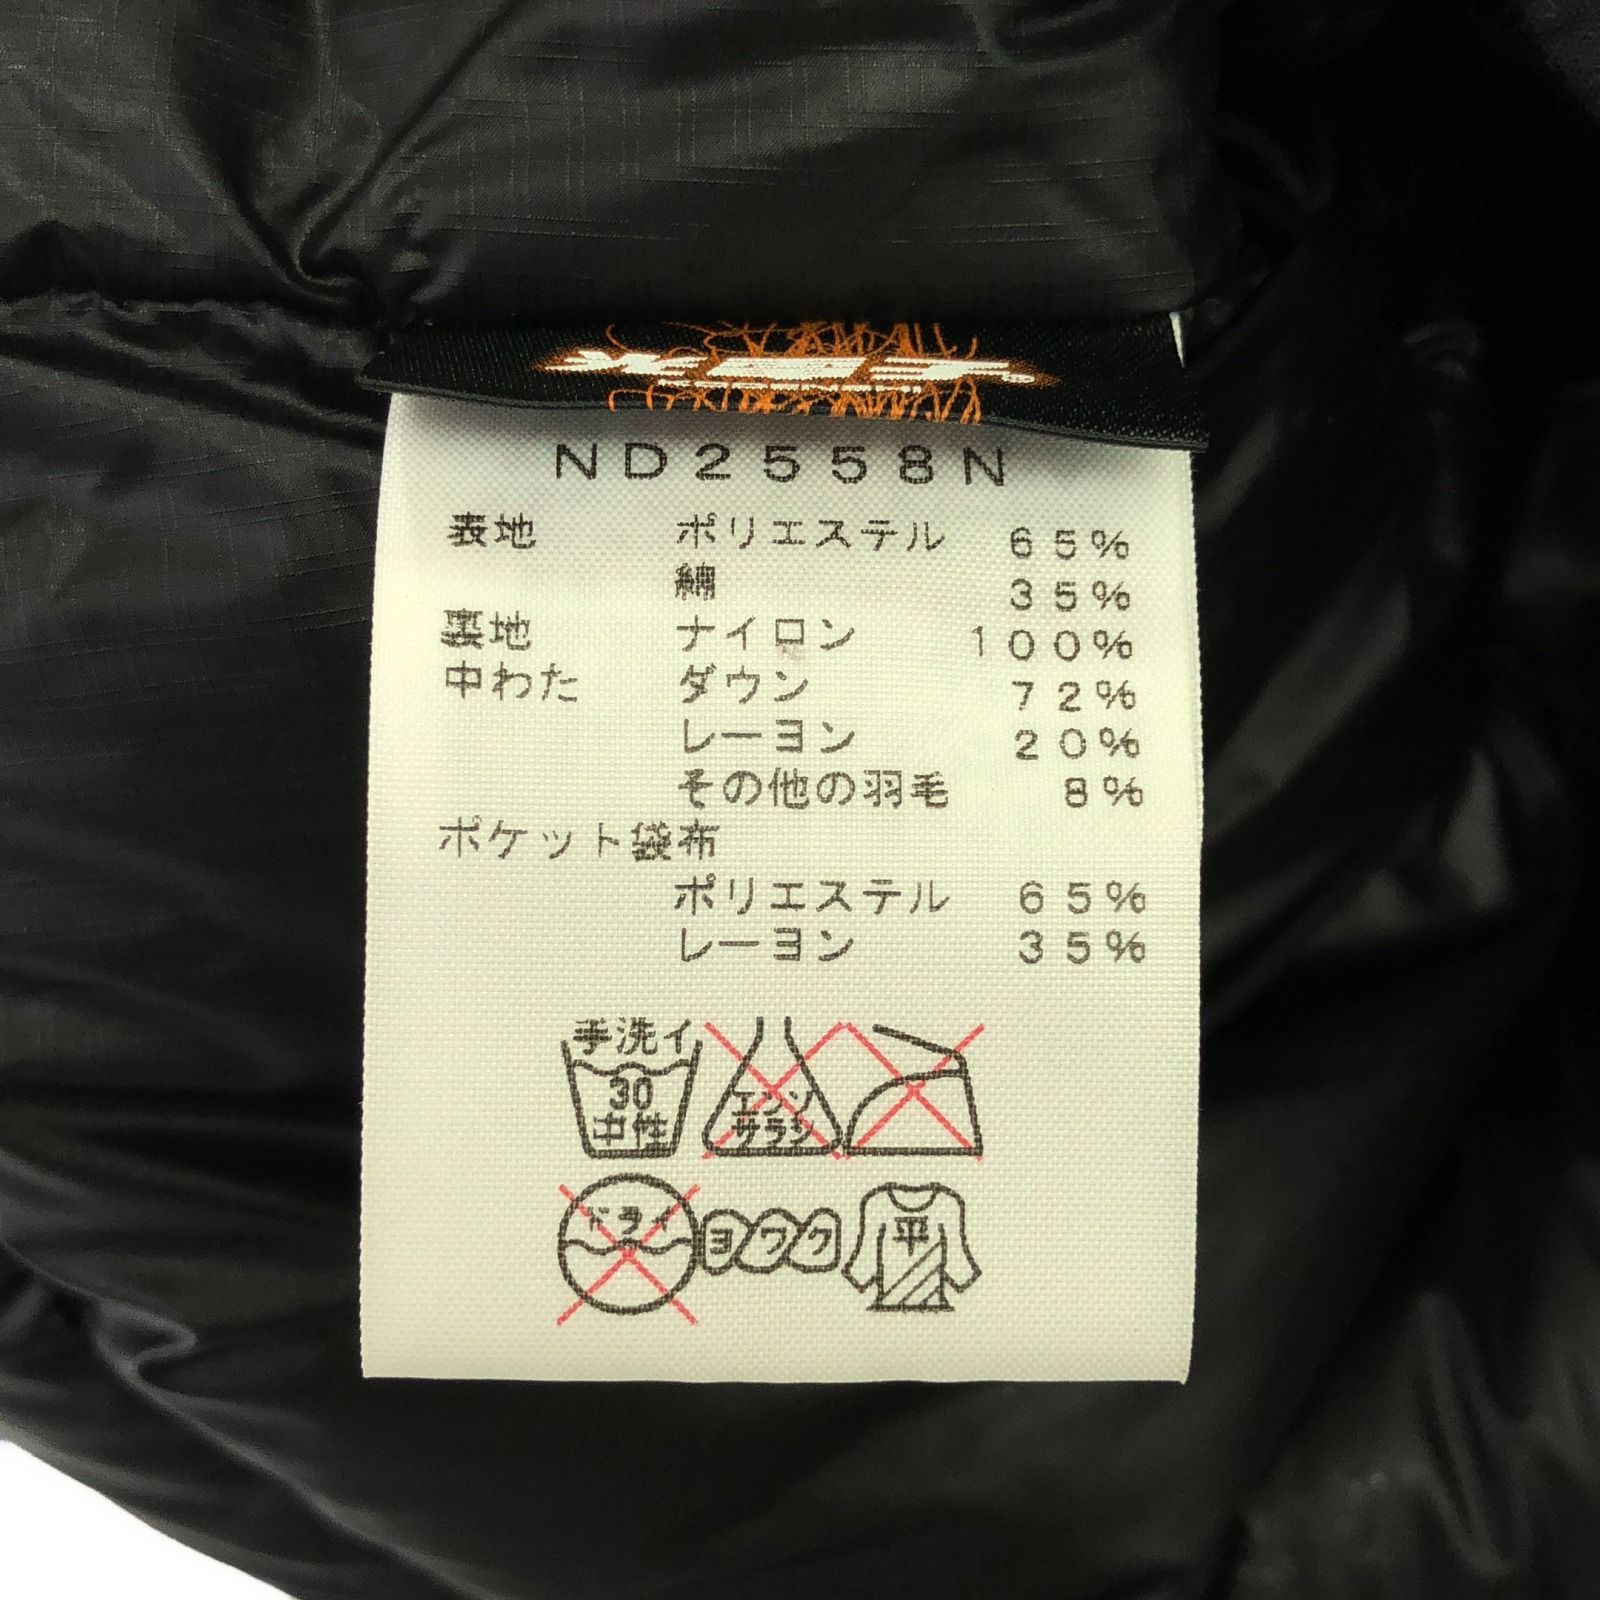 ND2558N
表地 ポリエステル 65%
綿 35%
裏地 ナイロン 100%
中わた ダウン 72%
レーヨン 20%
その他の羽毛 8%
ポケット袋布
ポリエステル 65%
レーヨン 35%
手洗イ
30
中性
エンソ
サラシ
ドライ
ヨワク
平